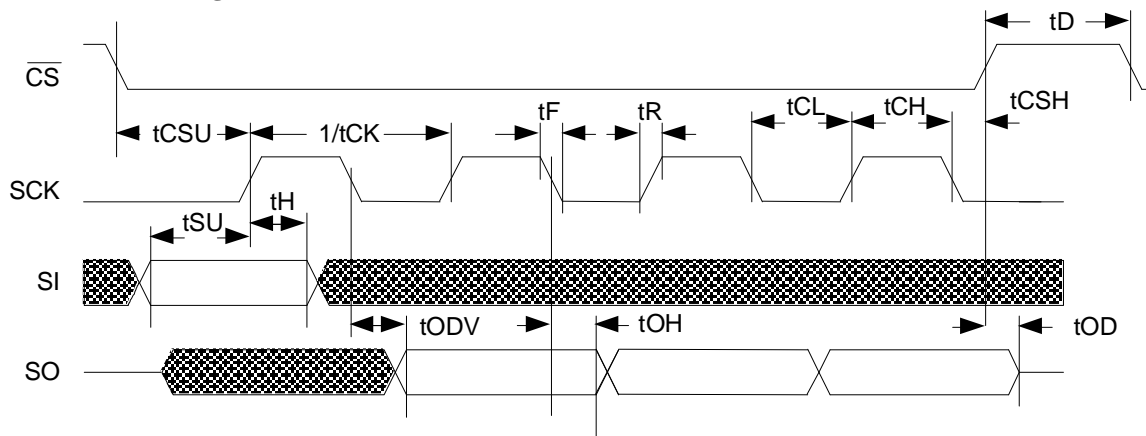 tD
CS
tCSH
tF
tR
tCL
tCH
tCSU
1/tCK
SCK
tH
tSU
SI
tODV
tOH
tOD
SO